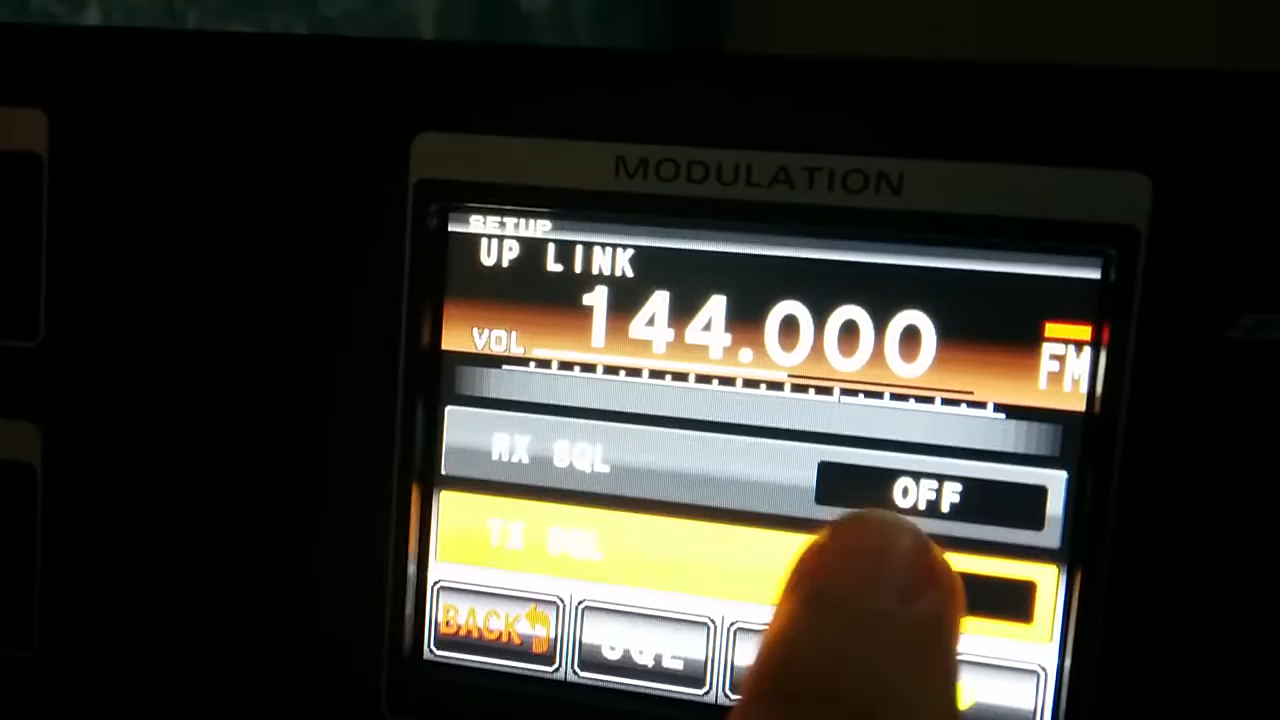 MODULATION
SETUP
UP LINK
144.000
VOL
FM
RX SQL
OFF
TX SQL
BACK
SQL